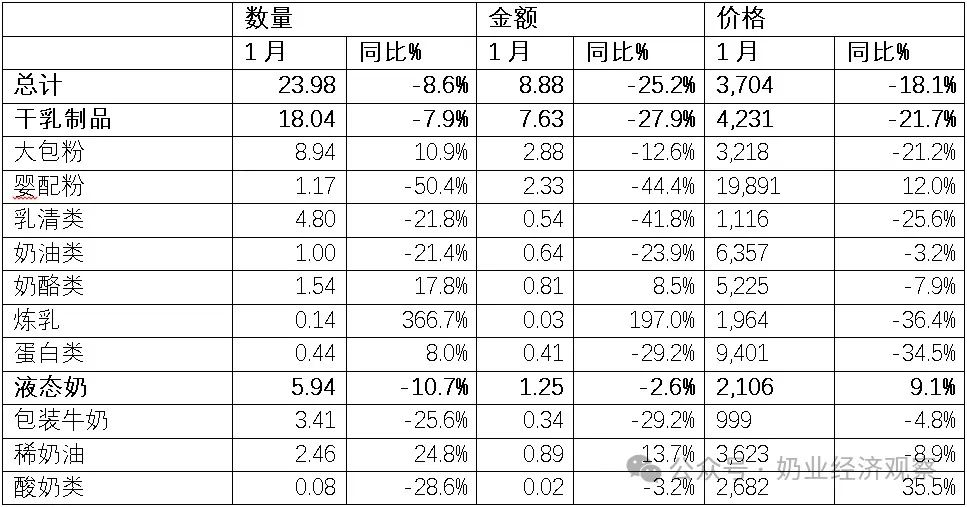 数量 金额 价格
1月 同比% 1月 同比% 1月 同比%
总计 23.98 -8.6% 8.88 -25.2% 3,704 -18.1%
干乳制品 18.04 -7.9% 7.63 -27.9% 4,231 -21.7%
大包粉 8.94 10.9% 2.88 -12.6% 3,218 -21.2%
婴配粉 1.17 -50.4% 2.33 -44.4% 19,891 12.0%
乳清类 4.80 -21.8% 0.54 -41.8% 1,116 -25.6%
奶油类 1.00 -21.4% 0.64 -23.9% 6,357 -3.2%
奶酪类 1.54 17.8% 0.81 8.5% 5,225 -7.9%
炼乳 0.14 366.7% 0.03 197.0% 1,964 -36.4%
蛋白类 0.44 8.0% 0.41 -29.2% 9,401 -34.5%
液态奶 5.94 -10.7% 1.25 -2.6% 2,106 9.1%
包装牛奶 3.41 -25.6% 0.34 -29.2% 999 -4.8%
稀奶油 2.46 24.8% 0.89 13.7% 3,623 -8.9%
公众号·奶业经济观察
酸奶类 0.08 -28.6% 0.02 -3.2% 2,682 35.5%